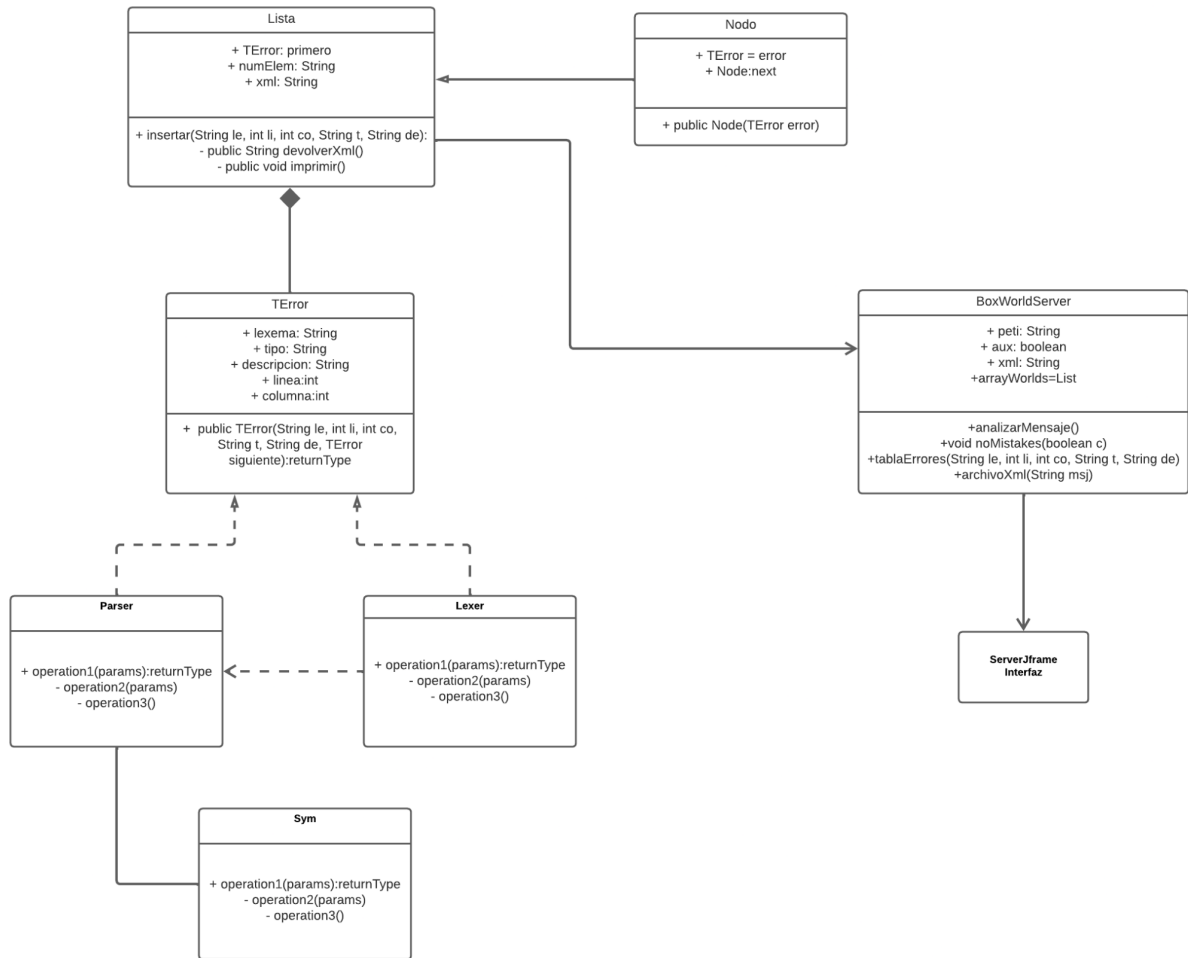 Lista
+ TError: primero
+ numElem: String
+ xml: String
+ insertar(String le, int li, int co, String t, String de):
- public String devolverXml()
- public void imprimir()
Nodo
+ TError = error
+ Node:next
+ public Node(TError error)
TError
+ lexema: String
+ tipo: String
+ descripcion: String
+ linea:int
+ columna:int
+ public TError(String le, int li, int co,
String t, String de, TError
siguiente):returnType
BoxWorldServer
+ peti: String
+ aux: boolean
+ xml: String
+arrayWorlds=List
+analizarMensaje()
+void noMistakes(boolean c)
+tablaErrores(String le, int li, int co, String t, String de)
+archivoXml(String msj)
Parser
+ operation1(params):returnType
- operation2(params)
- operation3()
Lexer
+ operation1(params):returnType
- operation2(params)
- operation3()
ServerJframe
Interfaz
Sym
+ operation1(params):returnType
- operation2(params)
- operation3()